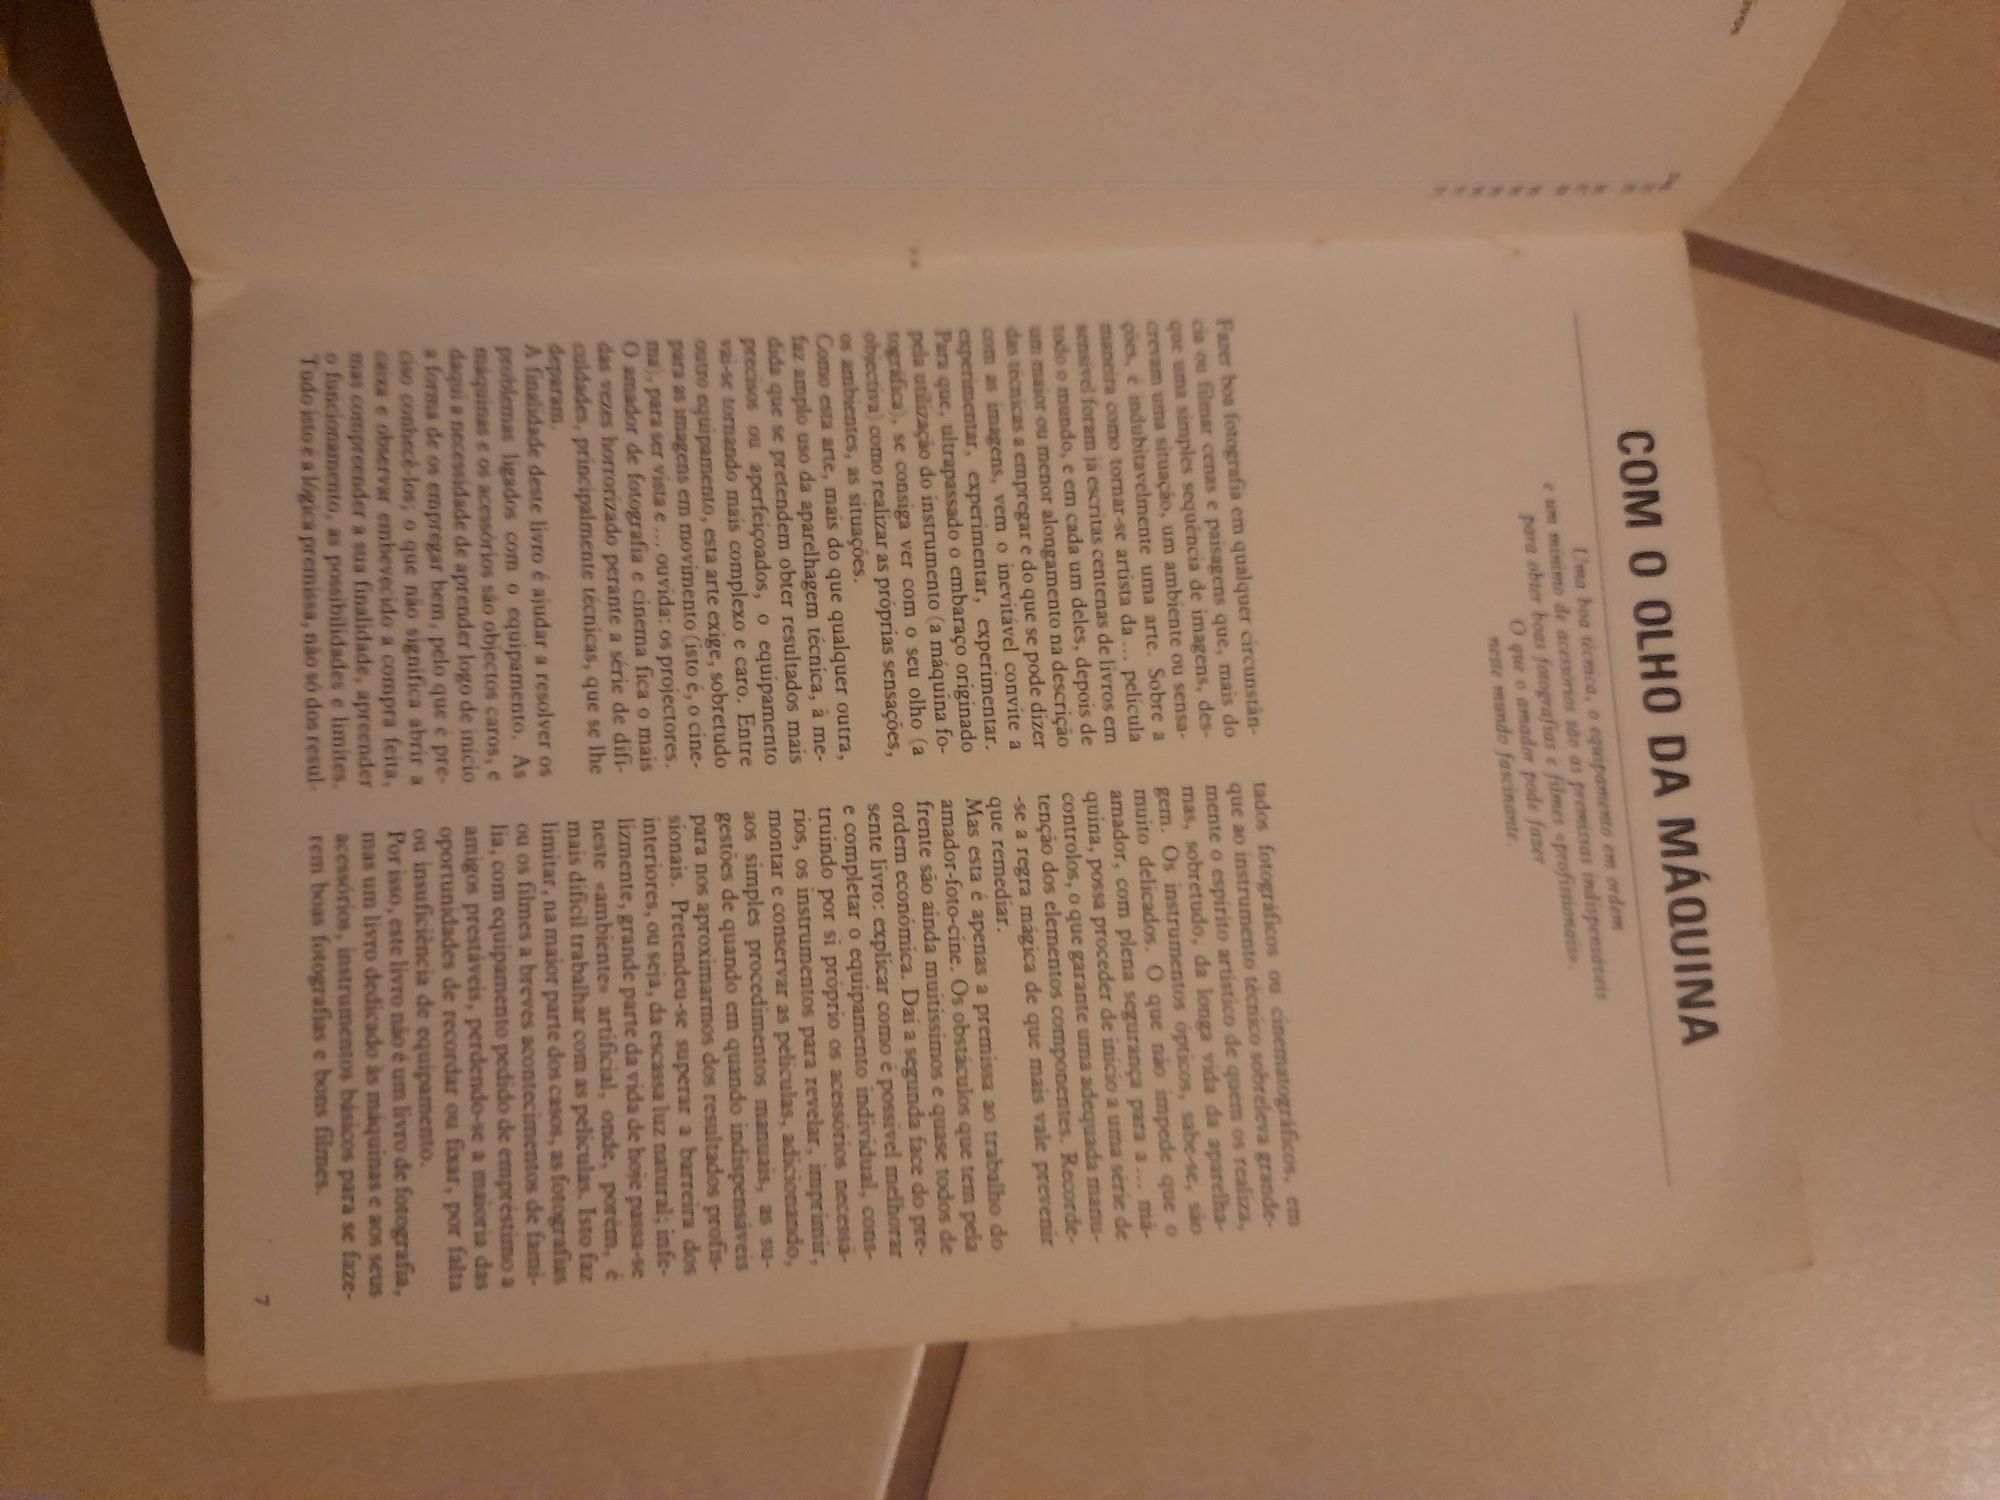 COM O OLHO DA MÁQUINA
Uma boa técnica, o equipamento em ordem
e um mínimo de acessórios são as premissas indispensáveis
para obter boas fotografias e filmes «profissionais».
O que o amador pode fazer
neste mundo fascinante.
Fazer boa fotografia em qualquer circunstân-
cia ou filmar cenas e paisagens que, mais do
que uma simples sequência de imagens, des-
crevam uma situação, um ambiente ou sensa-
ções, é indubitavelmente uma arte. Sobre a
maneira como tornar-se artista da ... película
sensível foram já escritas centenas de livros em
todo o mundo, e em cada um deles, depois de
um maior ou menor alongamento na descrição
das técnicas a empregar e do que se pode dizer
com as imagens, vem o inevitável convite a
experimentar, experimentar, experimentar.
Para que, ultrapassado o embaraço originado
pela utilização do instrumento (a máquina fo-
tográfica), se consiga ver com o seu olho (a
objectiva) como realizar as próprias sensações,
os ambientes, as situações.
Como esta arte, mais do que qualquer outra,
faz amplo uso da aparelhagem técnica, à me-
dida que se pretendem obter resultados mais
precisos ou aperfeiçoados, o equipamento
vai-se tornando mais complexo e caro. Entre
outro equipamento, esta arte exige, sobretudo
para as imagens em movimento (isto é, o cine-
ma), para ser vista e ... ouvida: os projectores.
O amador de fotografia e cinema fica o mais
das vezes horrorizado perante a série de difi-
culdades, principalmente técnicas, que se lhe
deparam.
A finalidade deste livro é ajudar a resolver os
problemas ligados com o equipamento. As
máquinas e os acessórios são objectos caros, e
daqui a necessidade de aprender logo de início
a forma de os empregar bem, pelo que é pre-
ciso conhecê-los; o que não significa abrir a
caixa e observar embevecido a compra feita,
mas compreender a sua finalidade, apreender
o funcionamento, as possibilidades e limites.
Tudo isto é a lógica premissa, não só dos resul-
tados fotográficos ou cinematográficos, em
que ao instrumento técnico sobreleva grande-
mente o espírito artístico de quem os realiza,
mas, sobretudo, da longa vida da aparelha-
gem. Os instrumentos ópticos, sabe-se, são
muito delicados. O que não impede que o
amador, com plena segurança para a ... má-
quina, possa proceder de início a uma série de
controlos, o que garante uma adequada manu-
tenção dos elementos componentes. Recorde-
-se a regra mágica de que mais vale prevenir
que remediar.
Mas esta é apenas a premissa ao trabalho do
amador-foto-cine. Os obstáculos que tem pela
frente são ainda muitíssimos e quase todos de
ordem económica. Daí a segunda face do pre-
sente livro: explicar como é possível melhorar
e completar o equipamento individual, cons-
truindo por si próprio os acessórios necessá-
rios, os instrumentos para revelar, imprimir,
montar e conservar as películas, adicionando,
aos simples procedimentos manuais, as su-
gestões de quando em quando indispensáveis
para nos aproximarmos dos resultados profis-
sionais. Pretendeu-se superar a barreira dos
interiores, ou seja, da escassa luz natural; infe-
lizmente, grande parte da vida de hoje passa-se
neste «ambiente» artificial, onde, porém, é
mais difícil trabalhar com as películas. Isto faz
limitar, na maior parte dos casos, as fotografias
ou os filmes a breves acontecimentos de famí-
lia, com equipamento pedido de empréstimo a
amigos prestáveis, perdendo-se a maioria das
oportunidades de recordar ou fixar, por falta
ou insuficiência de equipamento.
Por isso, este livro não é um livro de fotografia,
mas um livro dedicado às máquinas e aos seus
acessórios, instrumentos básicos para se faze-
rem boas fotografias e bons filmes.
7